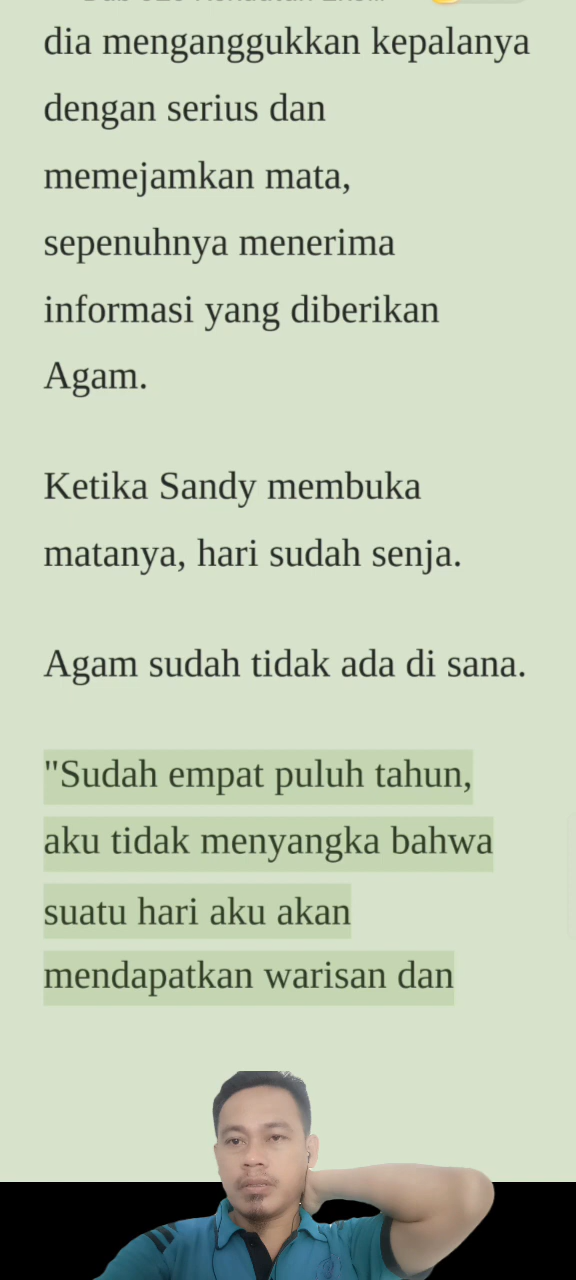 dia menganggukkan kepalanya
dengan serius dan
memejamkan mata,
sepenuhnya menerima
informasi yang diberikan
Agam.
Ketika Sandy membuka
matanya, hari sudah senja.
Agam sudah tidak ada di sana.
"Sudah empat puluh tahun,
aku tidak menyangka bahwa
suatu hari aku akan
mendapatkan warisan dan